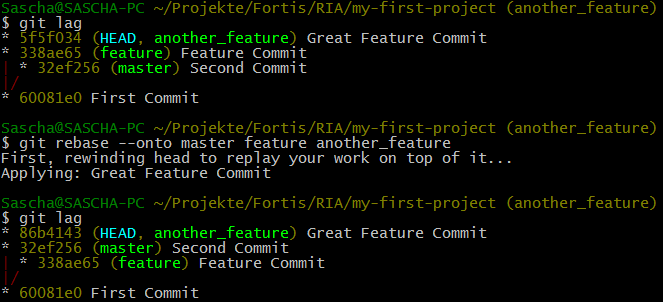 Sascha@SASCHA-PC ~/Projekte/Fortis/RIA/my-first-project (another_feature)
$ git lag
* 5f5f034 (HEAD, another_feature) Great Feature Commit
* 338ae65 (feature) Feature Commit
| * 32ef256 (master) Second Commit
|/
* 60081e0 First Commit
Sascha@SASCHA-PC ~/Projekte/Fortis/RIA/my-first-project (another_feature)
$ git rebase --onto master feature another_feature
First, rewinding head to replay your work on top of it...
Applying: Great Feature Commit
Sascha@SASCHA-PC ~/Projekte/Fortis/RIA/my-first-project (another_feature)
$ git lag
* 86b4143 (HEAD, another_feature) Great Feature Commit
* 32ef256 (master) Second Commit
| * 338ae65 (feature) Feature Commit
|/
* 60081e0 First Commit